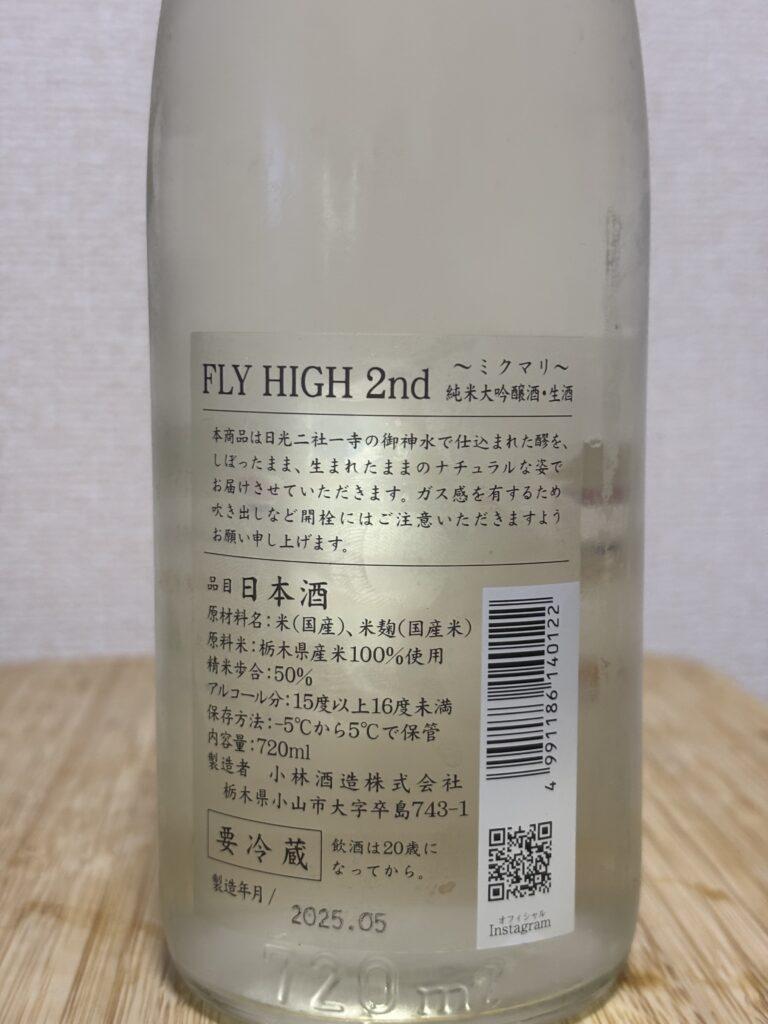 FLY HIGH 2nd
～ミクマリ～
純米大吟醸酒・生酒
本商品は日光二社一寺の御神水で仕込まれた醪を、
しぼったまま、生まれたままのナチュラルな姿で
お届けさせていただきます。ガス感を有するため
吹き出しなど開栓にはご注意いただきますよう
お願い申し上げます。
品目 日本酒
原材料名：米（国産）、米麹（国産米）
原料米：栃木県産米100％使用
精米歩合：50％
アルコール分：15度以上16度未満
保存方法：-5℃から5℃で保管
内容量：720ml
製造者 小林酒造株式会社
栃木県小山市大字卒島743-1
要冷蔵
飲酒は20歳に
なってから。
製造年月/
2025.05
4 991186 140122
オフィシャル
Instagram
720ml